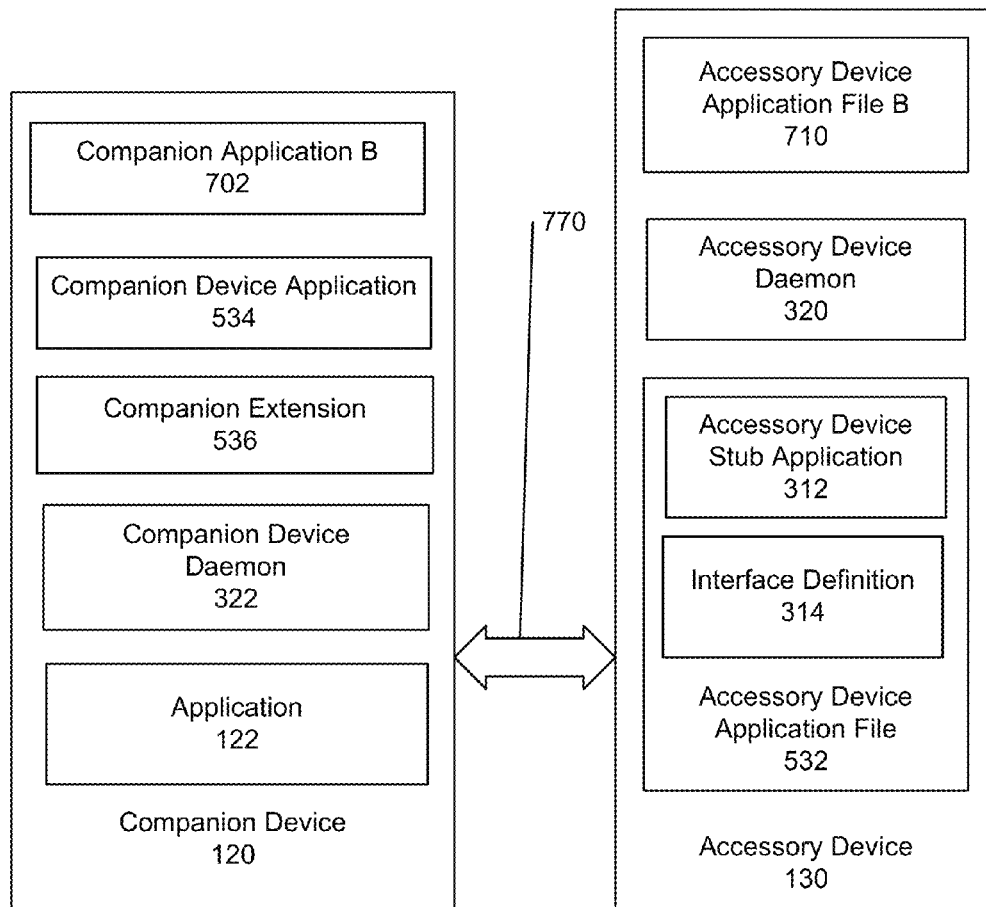 Companion Application B
702
Companion Device Application
534
Companion Extension
536
Companion Device
Daemon
322
Application
122
Companion Device
120
770
Accessory Device
Application File B
710
Accessory Device
Daemon
320
Accessory Device
Stub Application
312
Interface Definition
314
Accessory Device
Application File
532
Accessory Device
130